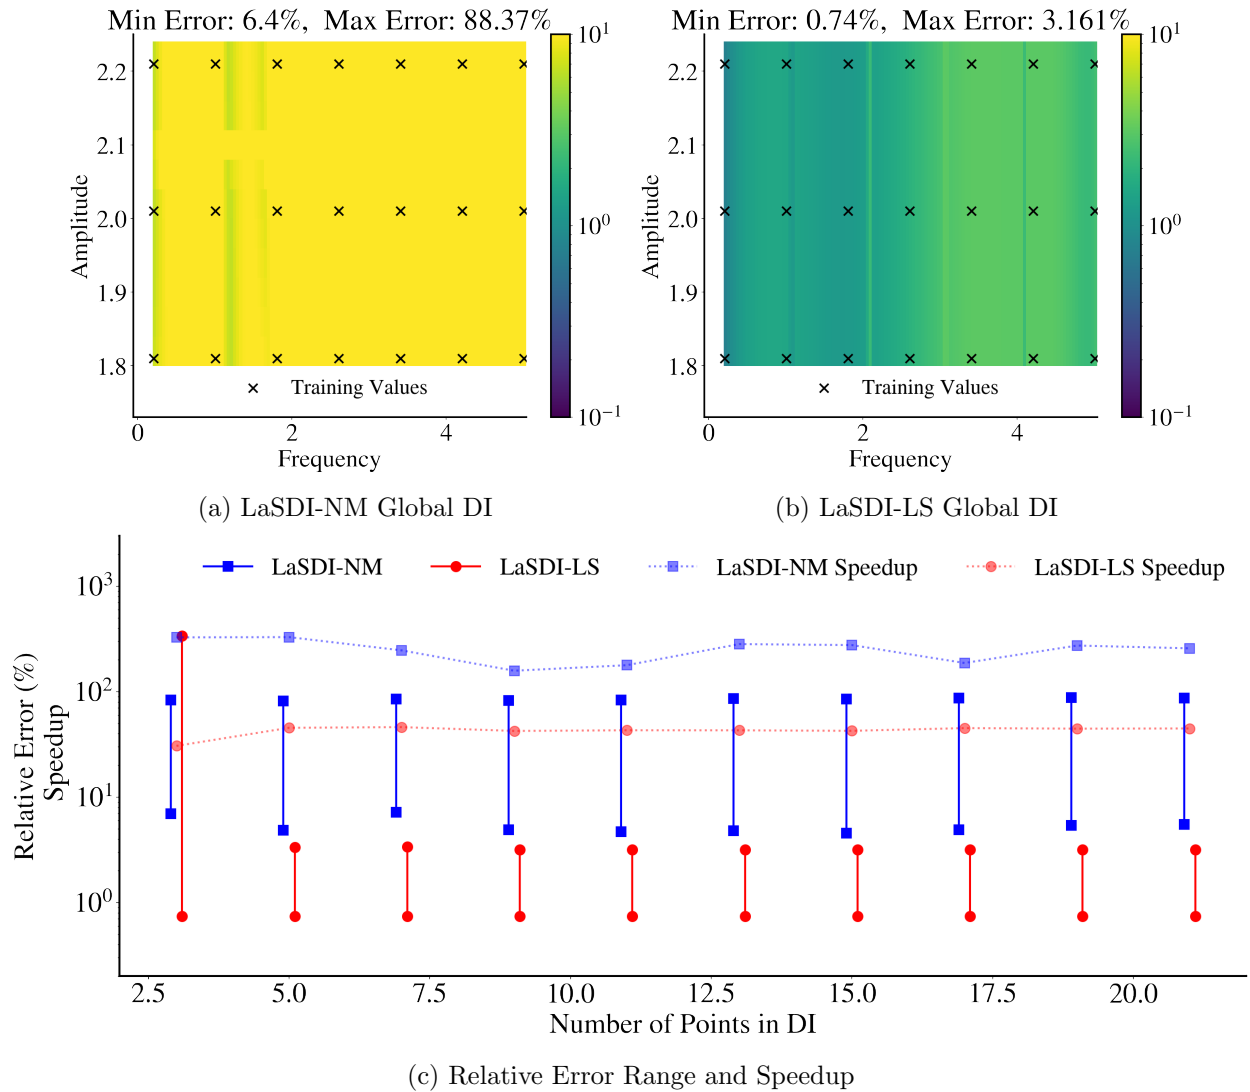 Min Error: 6.4%, Max Error: 88.37%
Amplitude
2.2
2.1
2.0
1.9
1.8
× Training Values
0 2 4
Frequency
10^1
10^0
10^−1
(a) LaSDI-NM Global DI
Min Error: 0.74%, Max Error: 3.161%
Amplitude
2.2
2.1
2.0
1.9
1.8
× Training Values
0 2 4
Frequency
10^1
10^0
10^−1
(b) LaSDI-LS Global DI
LaSDI-NM LaSDI-LS LaSDI-NM Speedup LaSDI-LS Speedup
Relative Error (%)
Speedup
10^3
10^2
10^1
10^0
2.5 5.0 7.5 10.0 12.5 15.0 17.5 20.0
Number of Points in DI
(c) Relative Error Range and Speedup